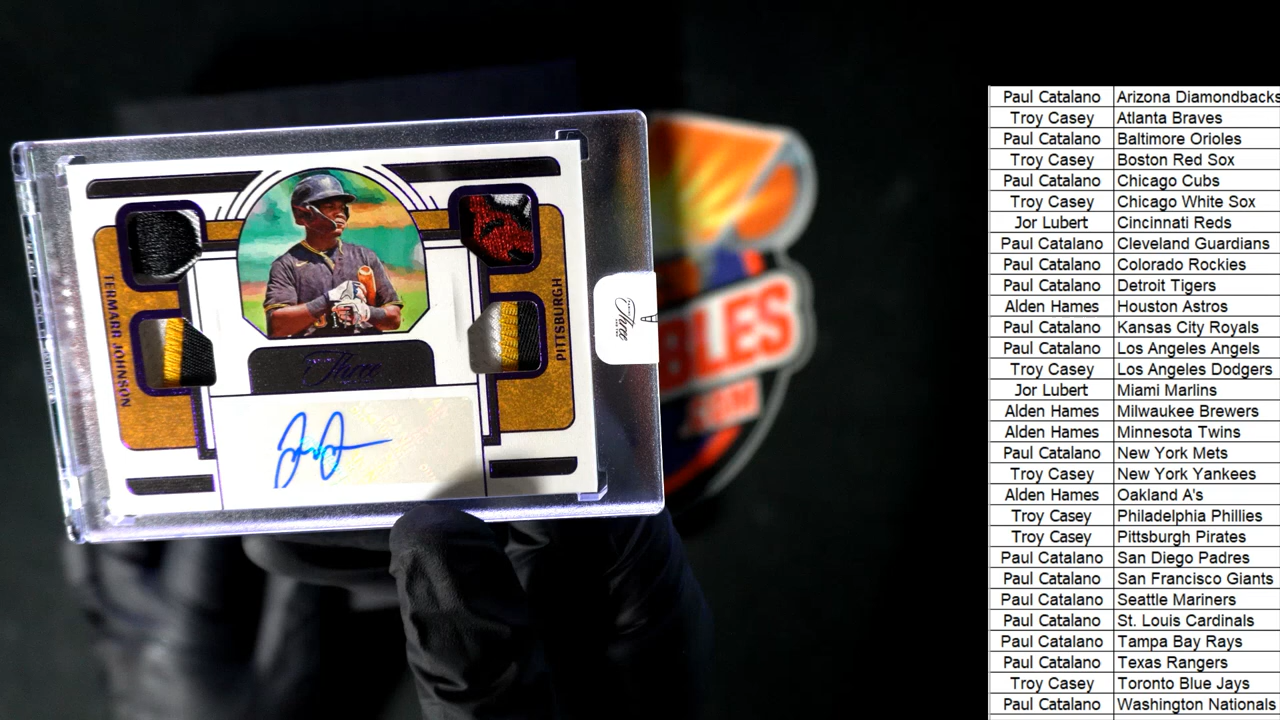 TERMARR JOHNSON
Three
PITTSBURGH
Three
BLES
.COM
Paul Catalano Arizona Diamondbacks
Troy Casey Atlanta Braves
Paul Catalano Baltimore Orioles
Troy Casey Boston Red Sox
Paul Catalano Chicago Cubs
Troy Casey Chicago White Sox
Jor Lubert Cincinnati Reds
Paul Catalano Cleveland Guardians
Paul Catalano Colorado Rockies
Paul Catalano Detroit Tigers
Alden Hames Houston Astros
Paul Catalano Kansas City Royals
Paul Catalano Los Angeles Angels
Troy Casey Los Angeles Dodgers
Jor Lubert Miami Marlins
Alden Hames Milwaukee Brewers
Alden Hames Minnesota Twins
Paul Catalano New York Mets
Troy Casey New York Yankees
Alden Hames Oakland A's
Troy Casey Philadelphia Phillies
Troy Casey Pittsburgh Pirates
Paul Catalano San Diego Padres
Paul Catalano San Francisco Giants
Paul Catalano Seattle Mariners
Paul Catalano St. Louis Cardinals
Paul Catalano Tampa Bay Rays
Paul Catalano Texas Rangers
Troy Casey Toronto Blue Jays
Paul Catalano Washington Nationals